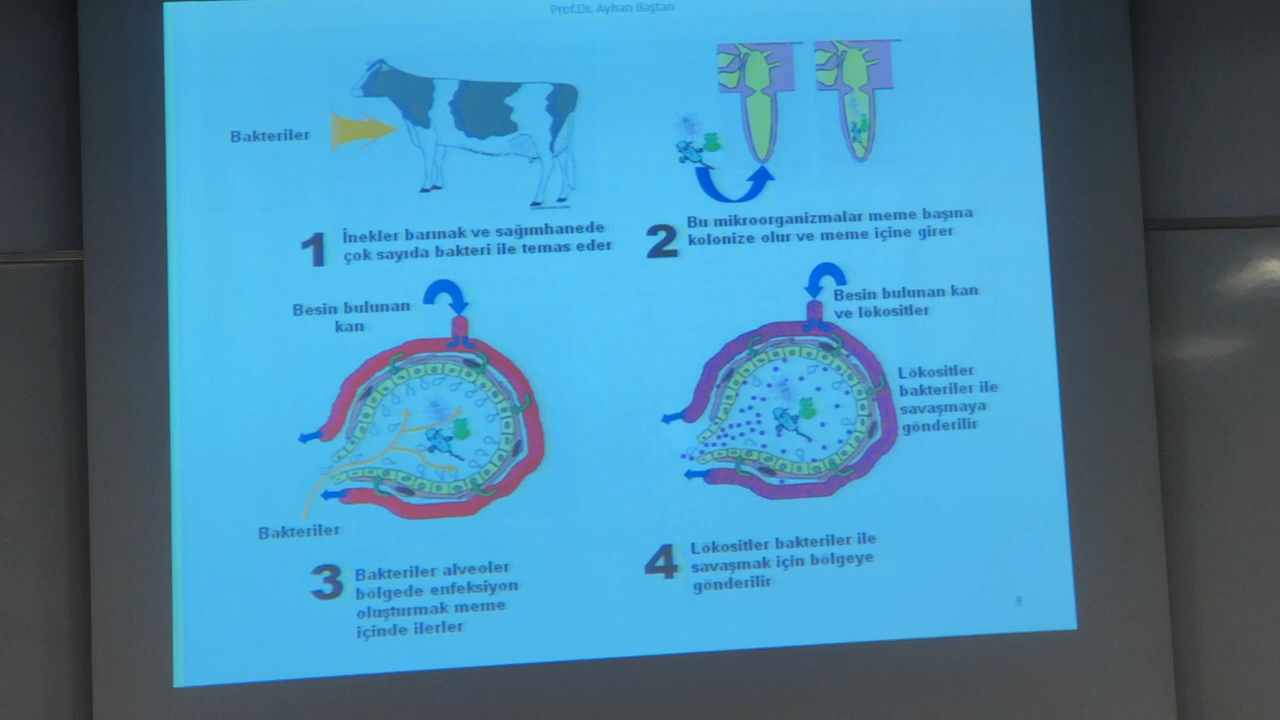 Prof.Dr. Ayhan Baştan
Bakteriler
1 İnekler barınak ve sağımhanede
çok sayıda bakteri ile temas eder
2 Bu mikroorganizmalar meme başına
kolonize olur ve meme içine girer
Besin bulunan
kan
Bakteriler
3 Bakteriler alveoler
bölgede enfeksiyon
oluşturmak meme
içinde ilerler
Besin bulunan kan
ve lökositler
Lökositler
bakteriler ile
savaşmaya
gönderilir
4 Lökositler bakteriler ile
savaşmak için bölgeye
gönderilir
8